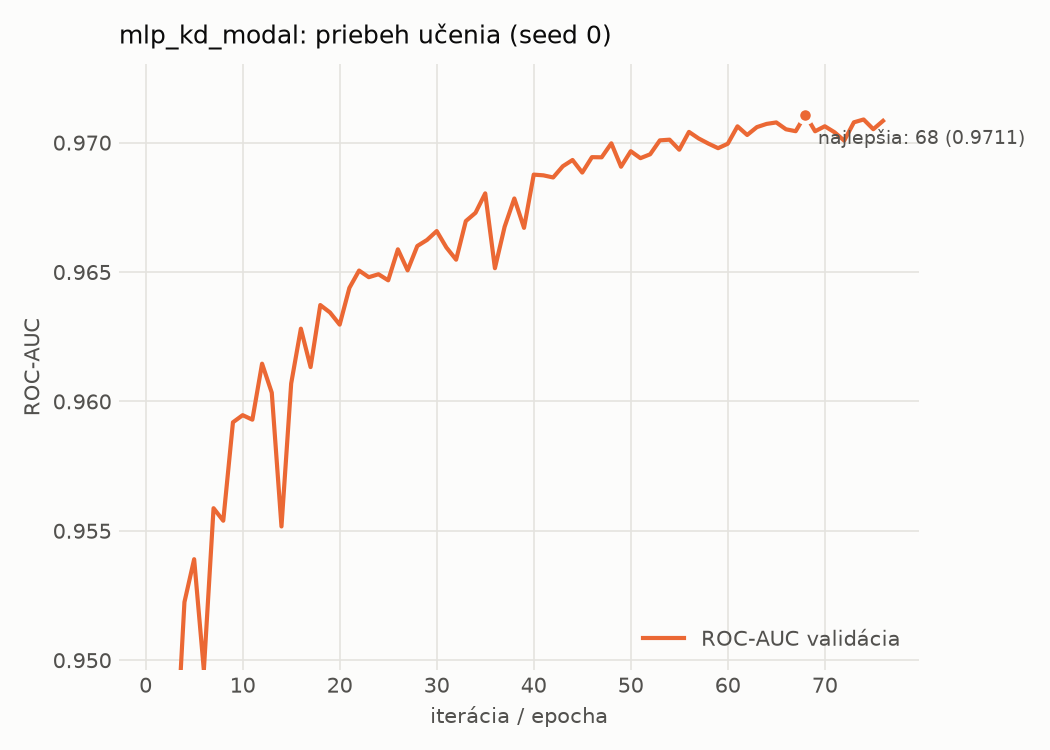 mlp_kd_modal: priebeh učenia (seed 0)
ROC-AUC
0.970
0.965
0.960
0.955
0.950
najlepšia: 68 (0.9711)
ROC-AUC validácia
0 10 20 30 40 50 60 70
iterácia / epocha